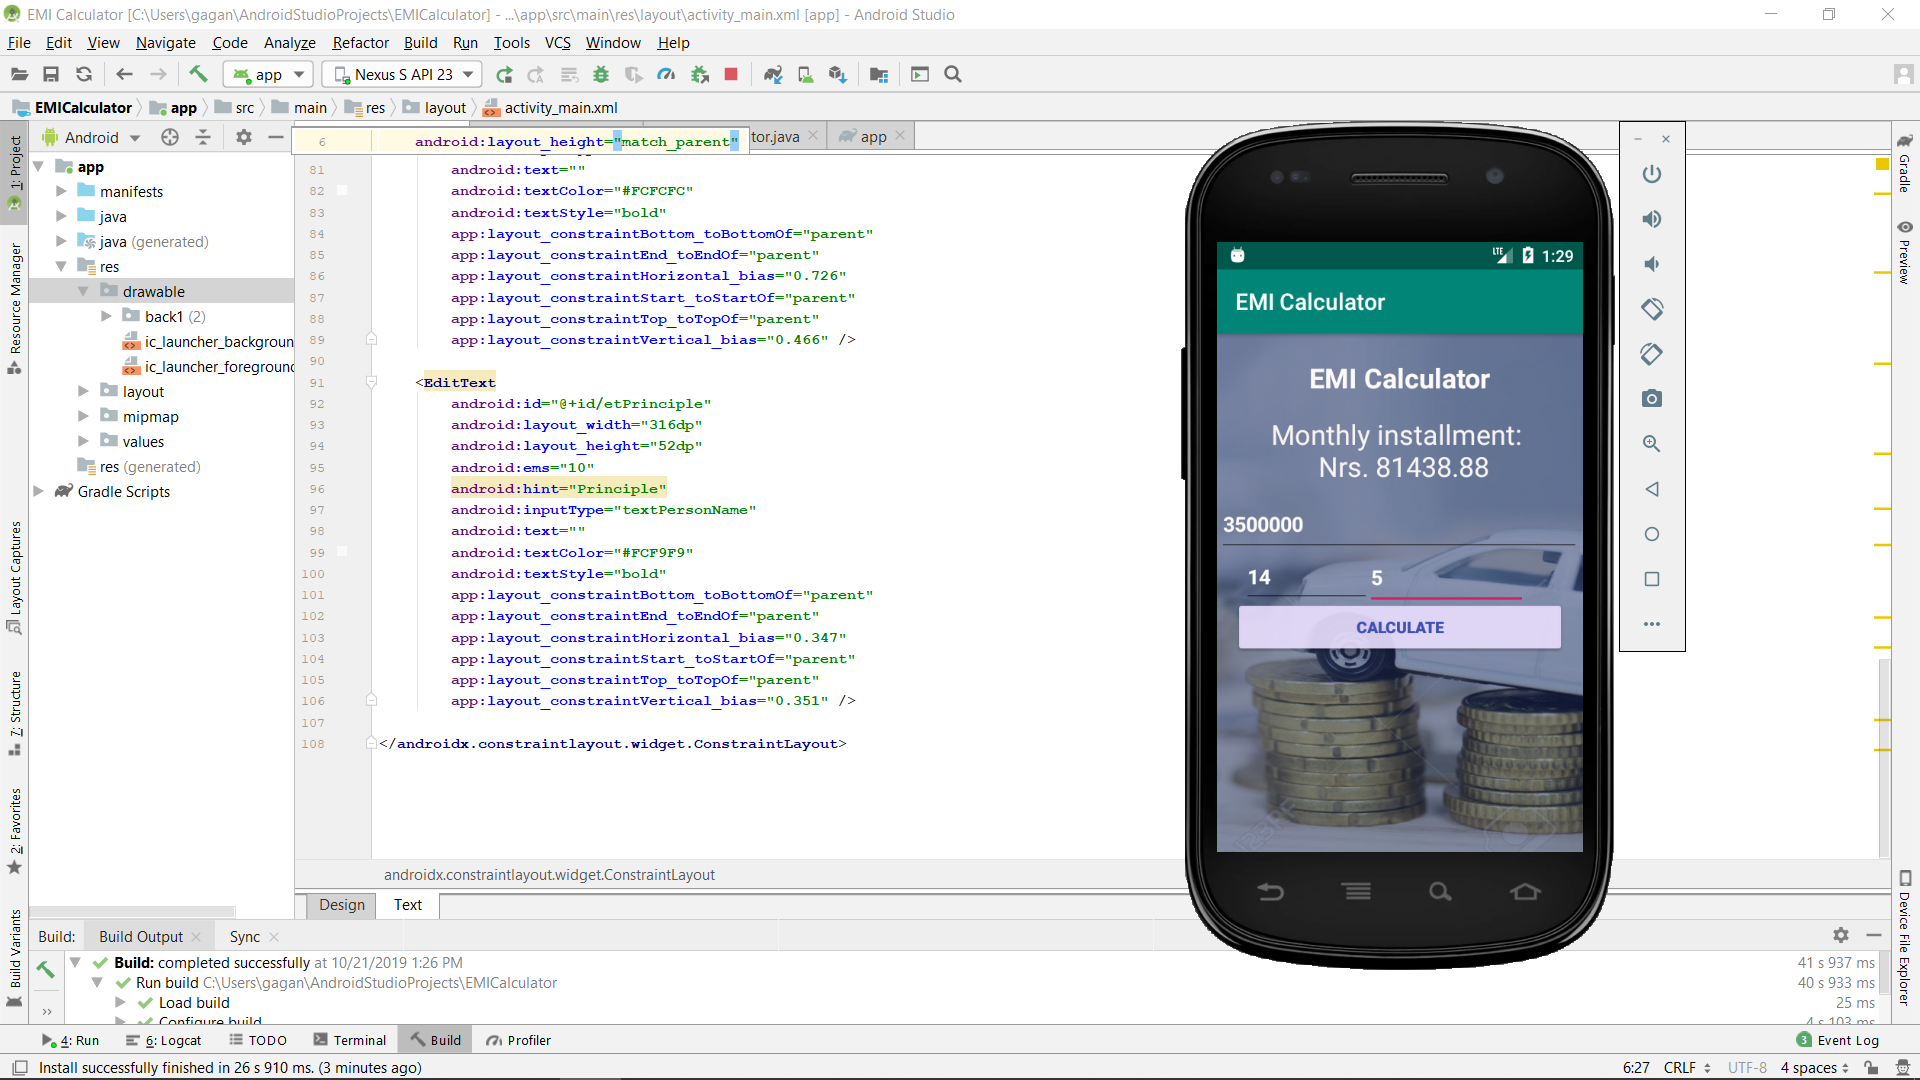 EMI Calculator [C:\Users\gagan\AndroidStudioProjects\EMICalculator] - ...\app\src\main\res\layout\activity_main.xml [app] - Android Studio
File Edit View Navigate Code Analyze Refactor Build Run Tools VCS Window Help
app Nexus S API 23
EMICalculator app src main res layout activity_main.xml
Android
tor.java app
6 android:layout_height="match_parent"
1: Project
Resource Manager
Layout Captures
7: Structure
2: Favorites
Build Variants
app
manifests
java
java (generated)
res
drawable
back1 (2)
ic_launcher_backgroun
ic_launcher_foreground
layout
mipmap
values
res (generated)
Gradle Scripts
81 android:text=""
82 android:textColor="#FCFCFC"
83 android:textStyle="bold"
84 app:layout_constraintBottom_toBottomOf="parent"
85 app:layout_constraintEnd_toEndOf="parent"
86 app:layout_constraintHorizontal_bias="0.726"
87 app:layout_constraintStart_toStartOf="parent"
88 app:layout_constraintTop_toTopOf="parent"
89 app:layout_constraintVertical_bias="0.466" />
90
91 <EditText
92 android:id="@+id/etPrinciple"
93 android:layout_width="316dp"
94 android:layout_height="52dp"
95 android:ems="10"
96 android:hint="Principle"
97 android:inputType="textPersonName"
98 android:text=""
99 android:textColor="#FCF9F9"
100 android:textStyle="bold"
101 app:layout_constraintBottom_toBottomOf="parent"
102 app:layout_constraintEnd_toEndOf="parent"
103 app:layout_constraintHorizontal_bias="0.347"
104 app:layout_constraintStart_toStartOf="parent"
105 app:layout_constraintTop_toTopOf="parent"
106 app:layout_constraintVertical_bias="0.351" />
107
108 </androidx.constraintlayout.widget.ConstraintLayout>
androidx.constraintlayout.widget.ConstraintLayout
Design Text
LTE 1:29
EMI Calculator
EMI Calculator
Monthly installment:
Nrs. 81438.88
3500000
14 5
CALCULATE
123RF
Gradle
Preview
Device File Explorer
Build: Build Output Sync
Build: completed successfully at 10/21/2019 1:26 PM 41 s 937 ms
Run build C:\Users\gagan\AndroidStudioProjects\EMICalculator 40 s 933 ms
Load build 25 ms
Configure build 4 s 103 ms
4: Run 6: Logcat TODO Terminal Build Profiler 3 Event Log
Install successfully finished in 26 s 910 ms. (3 minutes ago) 6:27 CRLF UTF-8 4 spaces